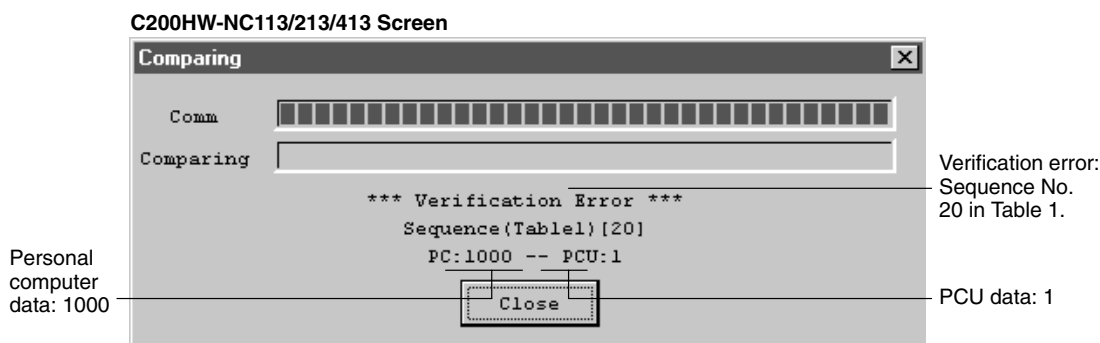 C200HW-NC113/213/413 Screen
Comparing
Comm
Comparing
*** Verification Error ***
Sequence(Table1)[20]
PC:1000 -- PCU:1
Close
Verification error:
Sequence No.
20 in Table 1.
Personal
computer
data: 1000
PCU data: 1